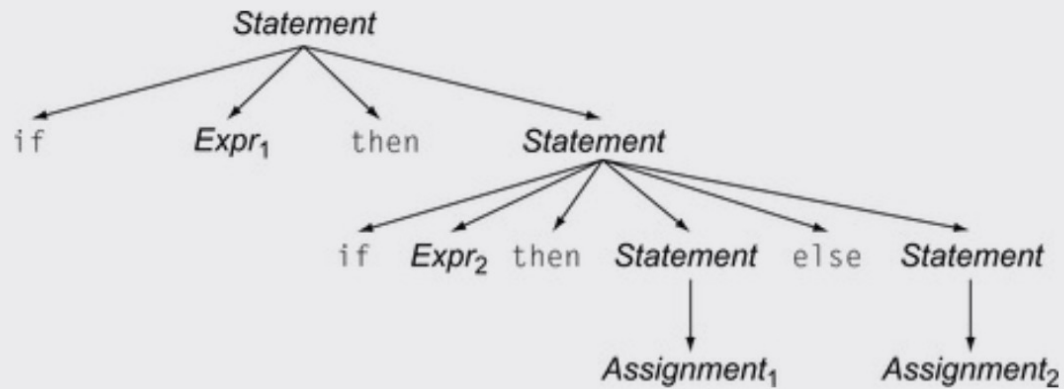 Statement
if Expr₁ then Statement
if Expr₂ then Statement else Statement
Assignment₁ Assignment₂